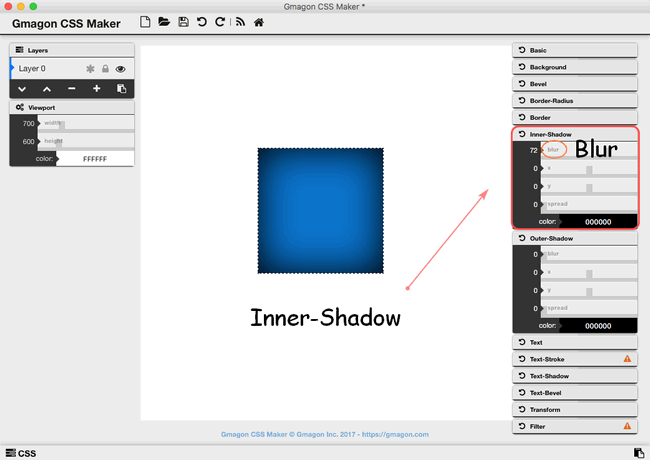 Gmagon CSS Maker *
Gmagon CSS Maker
Layers
Layer 0
Viewport
700 width
600 height
color: FFFFFF
Inner-Shadow
Gmagon CSS Maker © Gmagon Inc. 2017 - https://gmagon.com
Basic
Background
Bevel
Border-Radius
Border
Inner-Shadow
72 blur Blur
0 x
0 y
0 spread
color: 000000
Outer-Shadow
0 blur
0 x
0 y
0 spread
color: 000000
Text
Text-Stroke
Text-Shadow
Text-Bevel
Transform
Filter
CSS